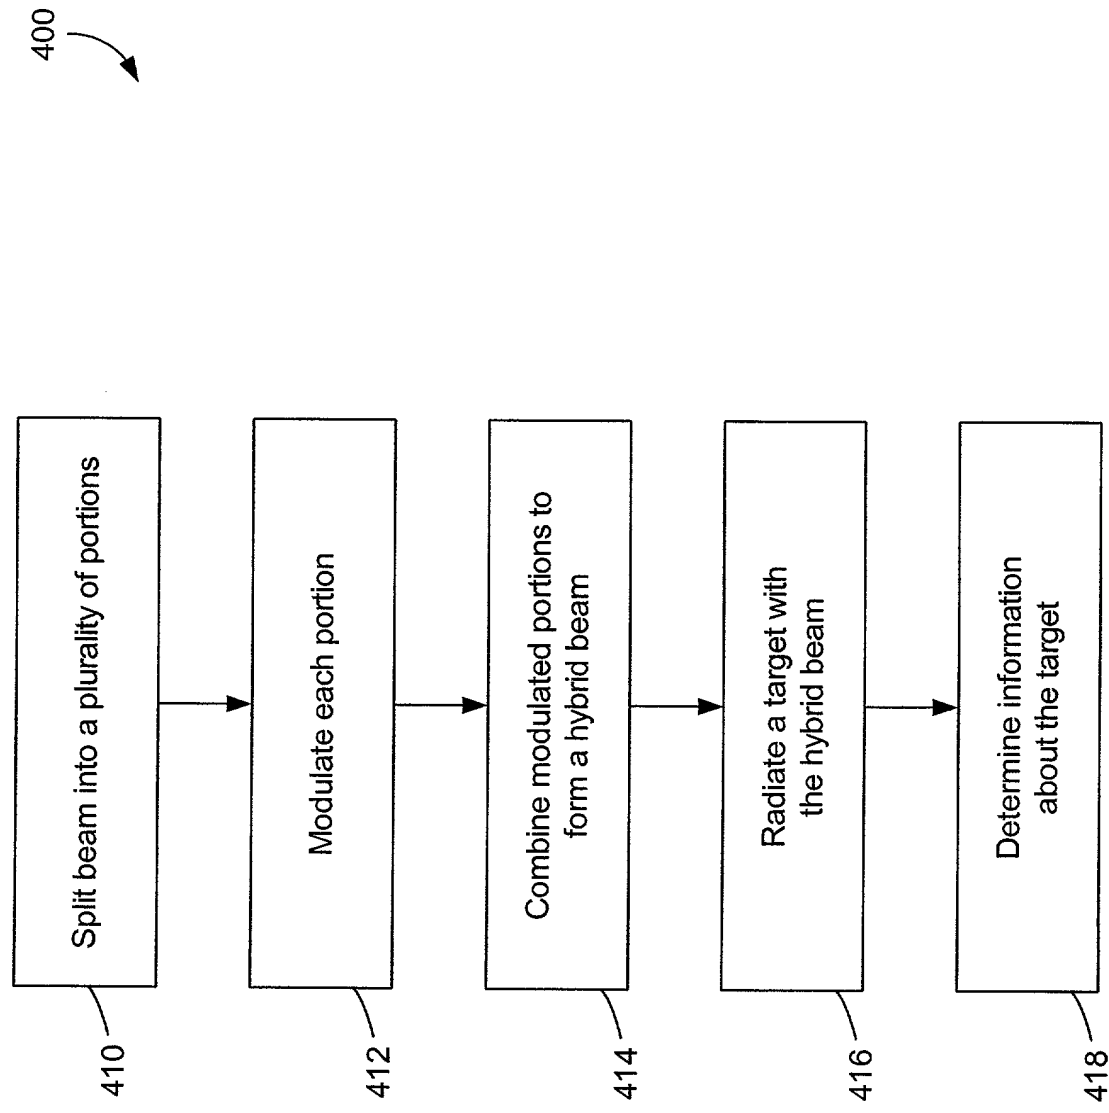 400
Split beam into a plurality of portions
410
Modulate each portion
412
Combine modulated portions to
form a hybrid beam
414
Radiate a target with
the hybrid beam
416
Determine information
about the target
418